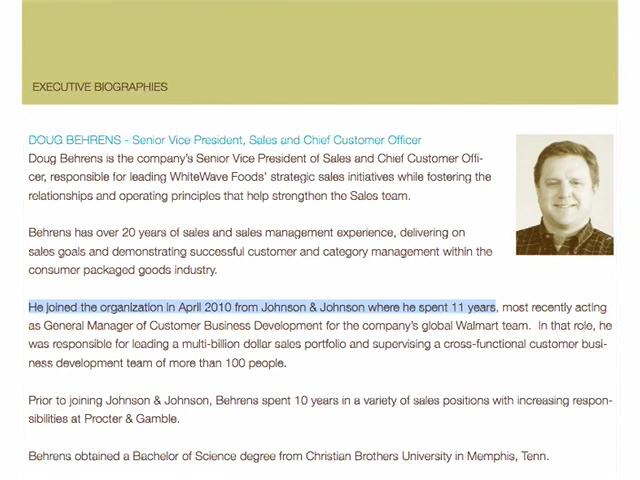 EXECUTIVE BIOGRAPHIES
DOUG BEHRENS - Senior Vice President, Sales and Chief Customer Officer
Doug Behrens is the company's Senior Vice President of Sales and Chief Customer Offi-
cer, responsible for leading WhiteWave Foods' strategic sales initiatives while fostering the
relationships and operating principles that help strengthen the Sales team.
Behrens has over 20 years of sales and sales management experience, delivering on
sales goals and demonstrating successful customer and category management within the
consumer packaged goods industry.
He joined the organization in April 2010 from Johnson & Johnson where he spent 11 years, most recently acting
as General Manager of Customer Business Development for the company's global Walmart team. In that role, he
was responsible for leading a multi-billion dollar sales portfolio and supervising a cross-functional customer busi-
ness development team of more than 100 people.
Prior to joining Johnson & Johnson, Behrens spent 10 years in a variety of sales positions with increasing respon-
sibilities at Procter & Gamble.
Behrens obtained a Bachelor of Science degree from Christian Brothers University in Memphis, Tenn.